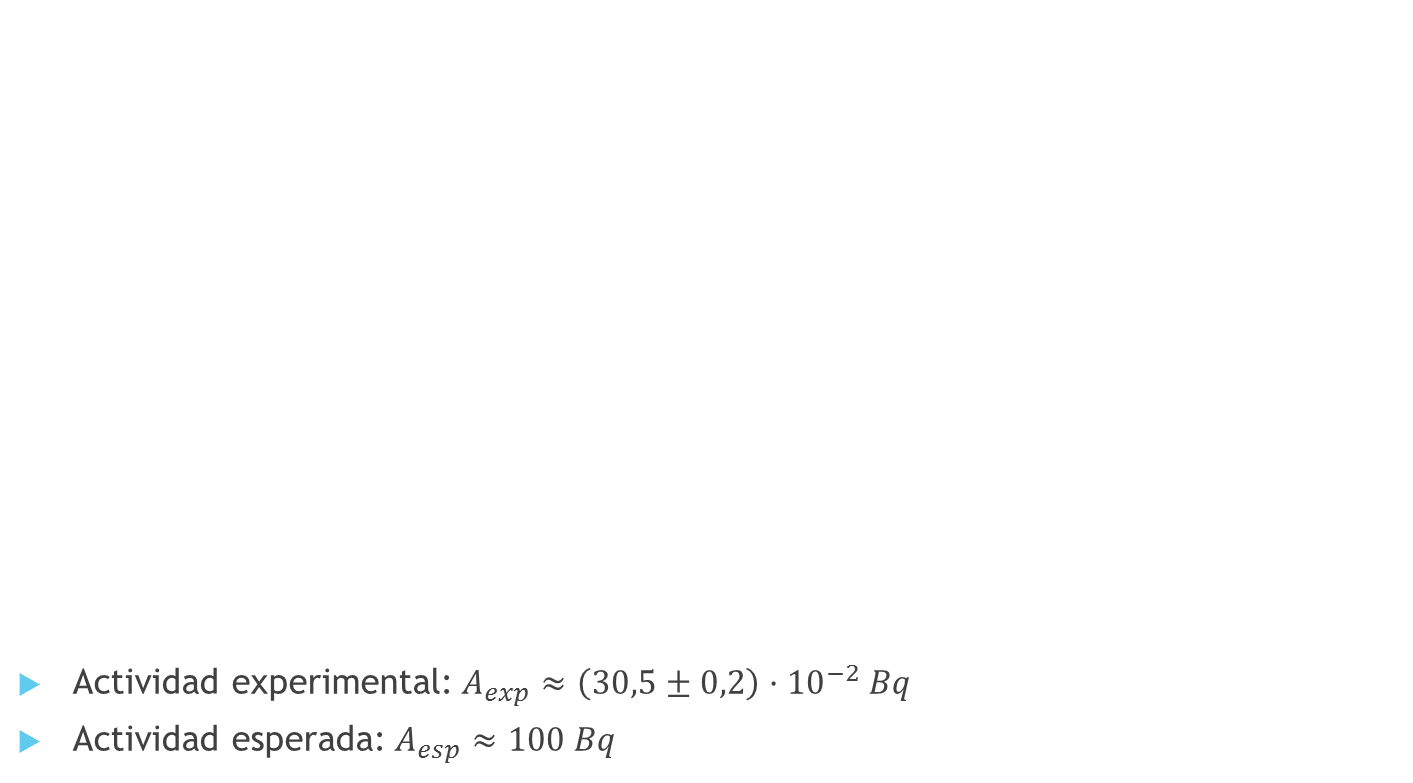 Actividad experimental: A_exp ≈ (30,5 ± 0,2) · 10⁻² Bq
Actividad esperada: A_esp ≈ 100 Bq